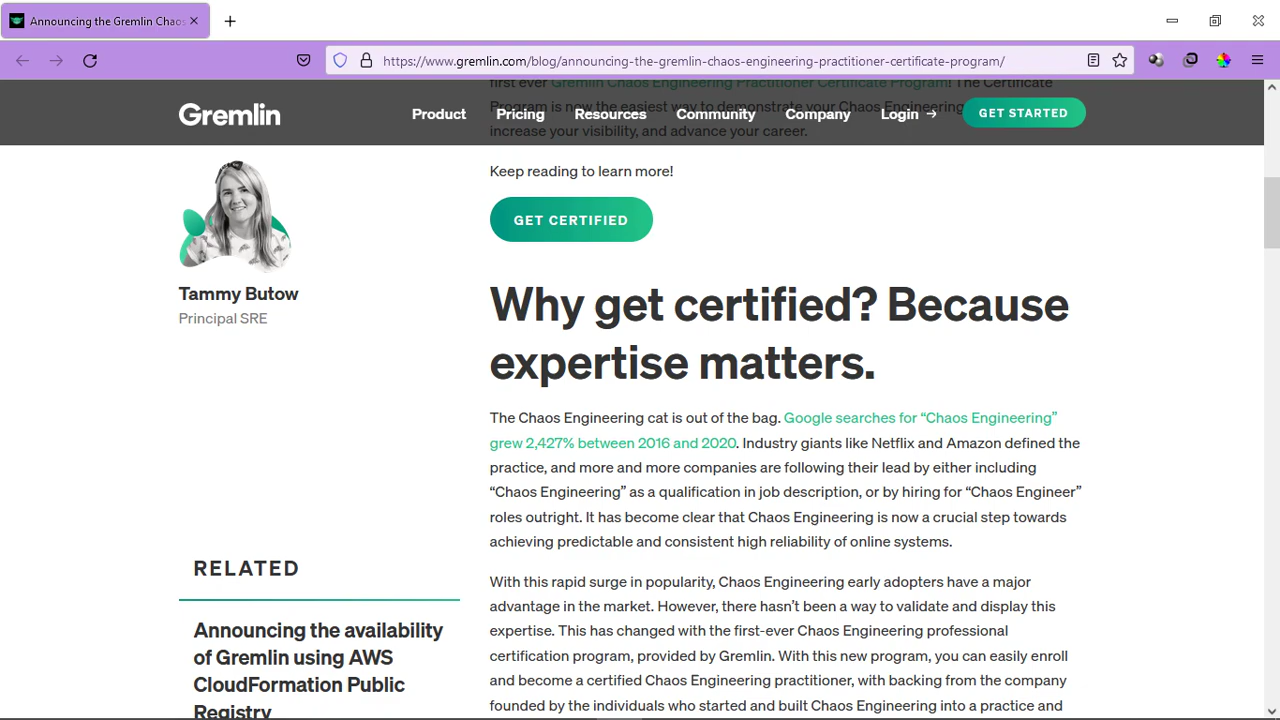 Announcing the Gremlin Chaos
https://www.gremlin.com/blog/announcing-the-gremlin-chaos-engineering-practitioner-certificate-program/
first ever Gremlin Chaos Engineering Practitioner Certificate Program! The Certificate
Program is now the easiest way to demonstrate your Chaos Engineering
increase your visibility, and advance your career.
Gremlin
Product
Pricing
Resources
Community
Company
Login →
GET STARTED
Keep reading to learn more!
GET CERTIFIED
Tammy Butow
Principal SRE
Why get certified? Because
expertise matters.
The Chaos Engineering cat is out of the bag. Google searches for “Chaos Engineering”
grew 2,427% between 2016 and 2020. Industry giants like Netflix and Amazon defined the
practice, and more and more companies are following their lead by either including
“Chaos Engineering” as a qualification in job description, or by hiring for “Chaos Engineer”
roles outright. It has become clear that Chaos Engineering is now a crucial step towards
achieving predictable and consistent high reliability of online systems.
With this rapid surge in popularity, Chaos Engineering early adopters have a major
advantage in the market. However, there hasn’t been a way to validate and display this
expertise. This has changed with the first-ever Chaos Engineering professional
certification program, provided by Gremlin. With this new program, you can easily enroll
and become a certified Chaos Engineering practitioner, with backing from the company
founded by the individuals who started and built Chaos Engineering into a practice and
RELATED
Announcing the availability
of Gremlin using AWS
CloudFormation Public
Registry